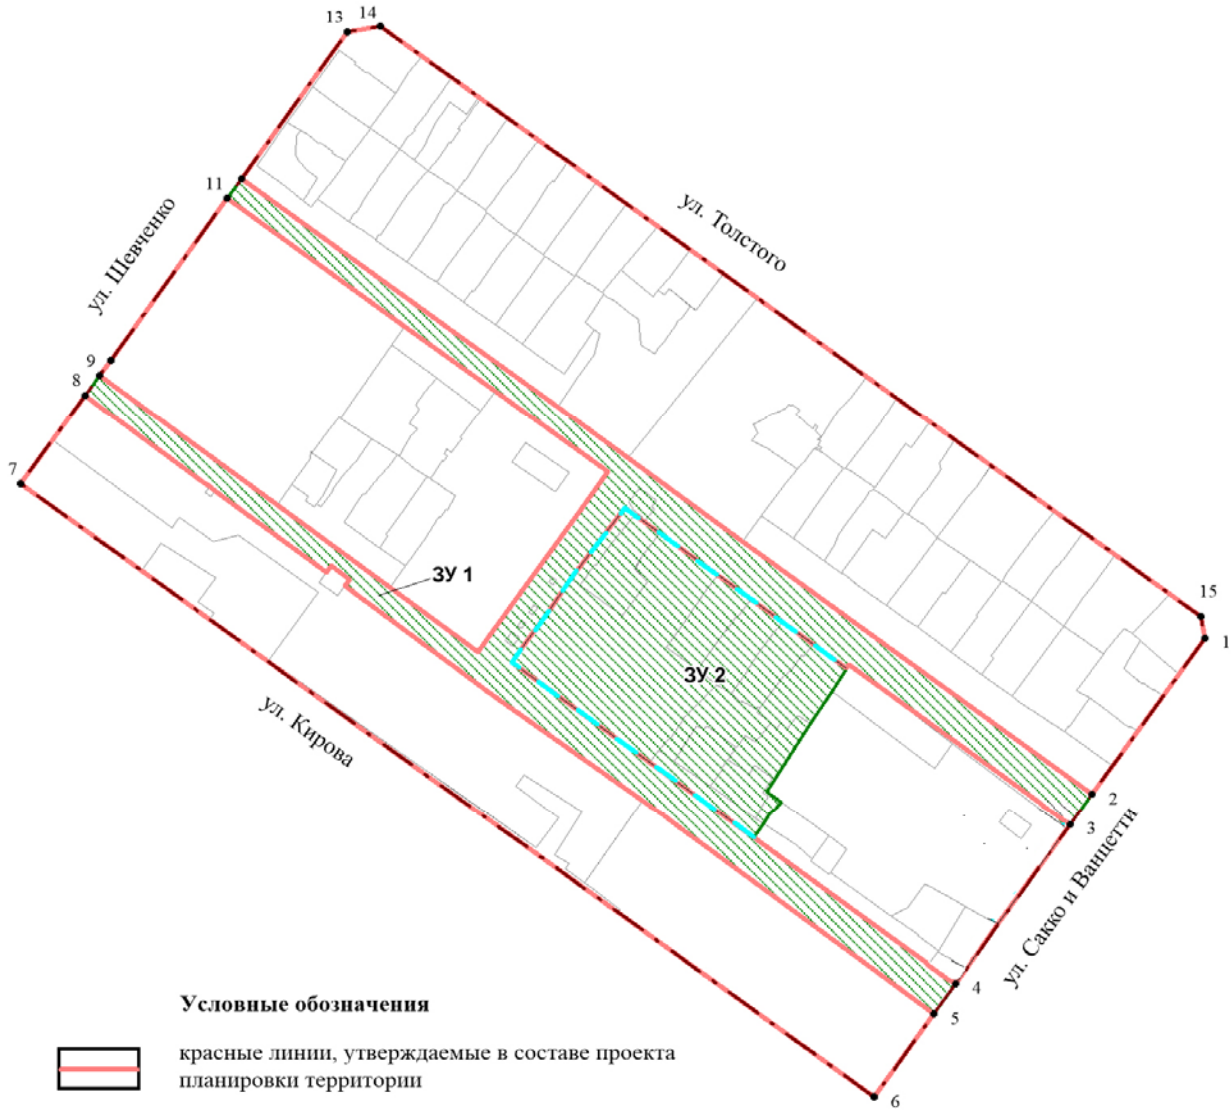 13
14
11
ул. Шевченко
ул. Толстого
9
8
7
ЗУ 1
15
1
ЗУ 2
ул. Кирова
2
3
ул. Сакко и Ванцетти
4
5
6
Условные обозначения
красные линии, утверждаемые в составе проекта
планировки территории